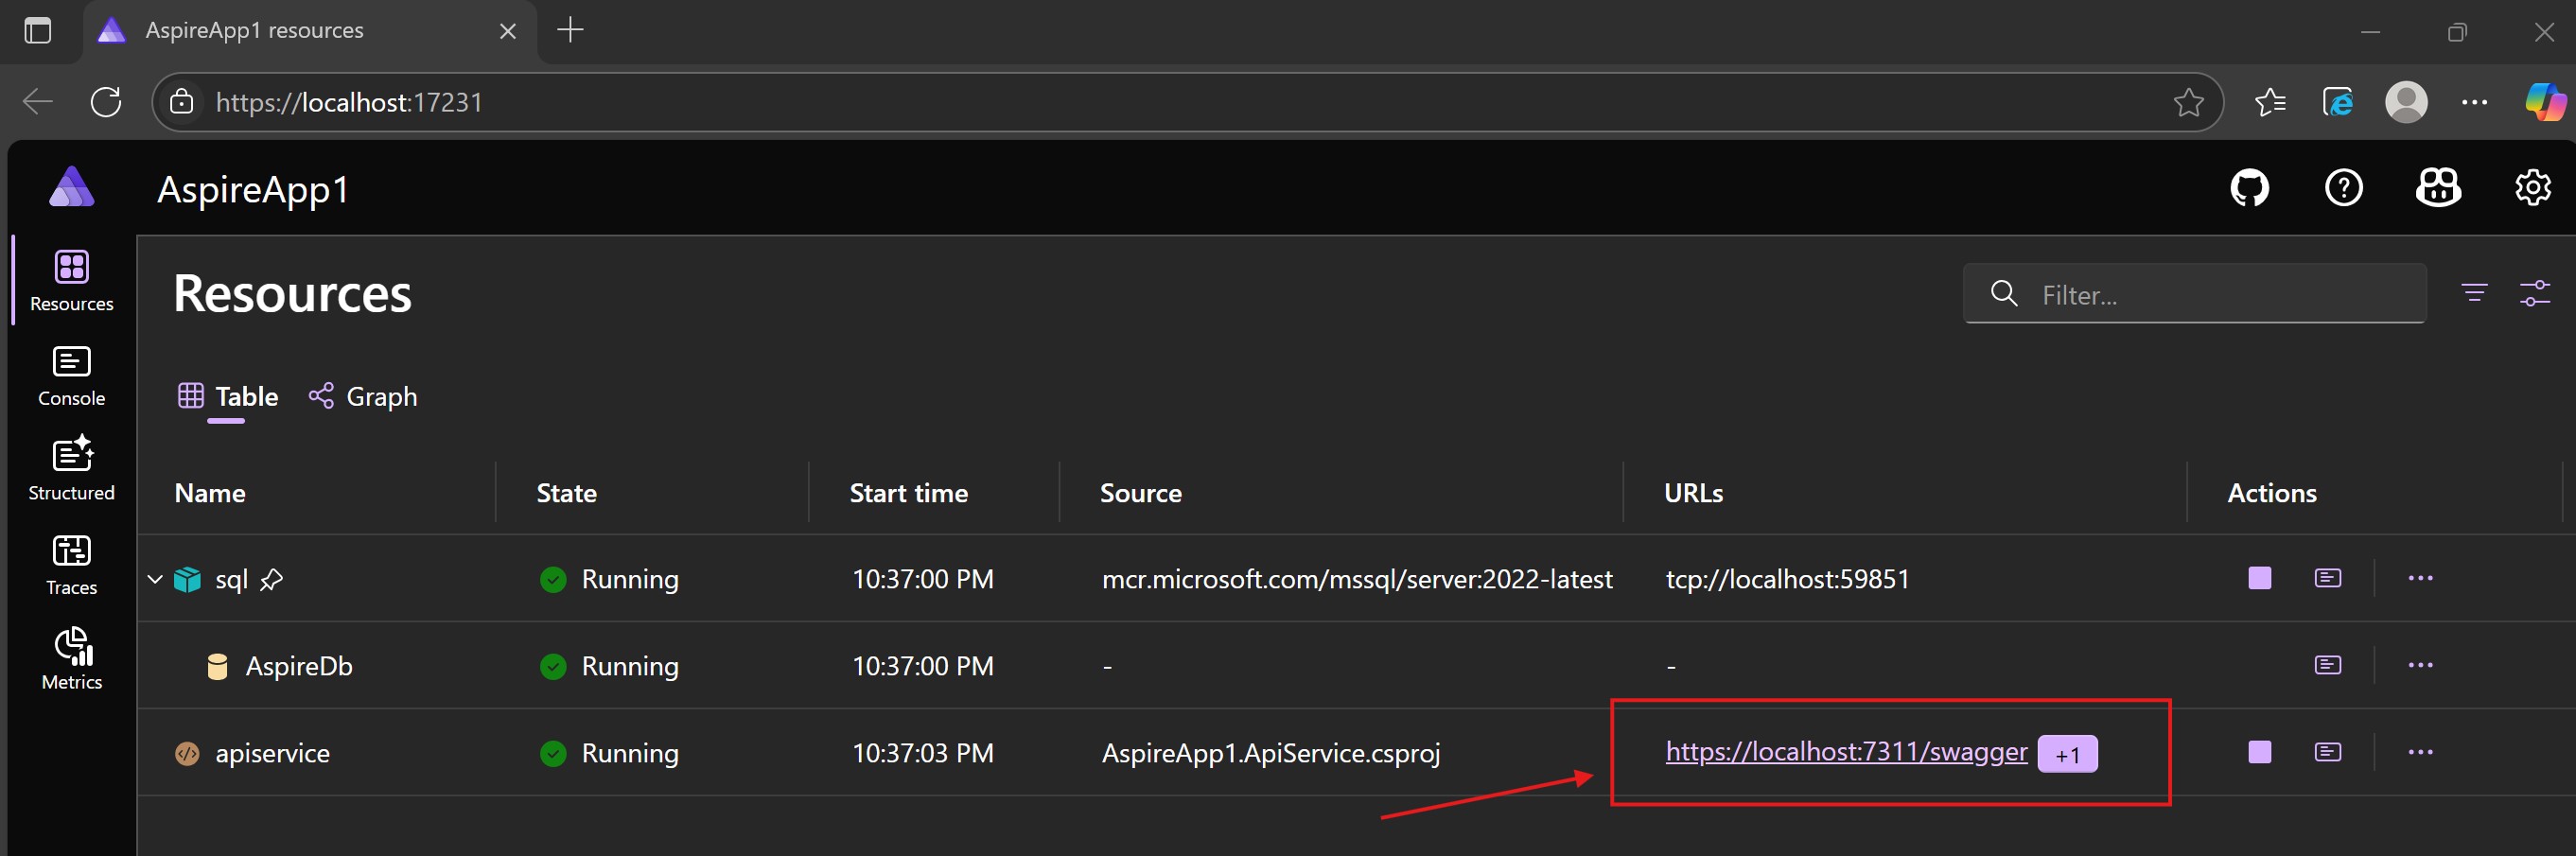 AspireApp1 resources
https://localhost:17231
AspireApp1
Resources
Console
Structured
Traces
Metrics
Resources
Filter...
Table Graph
Name State Start time Source URLs Actions
sql Running 10:37:00 PM mcr.microsoft.com/mssql/server:2022-latest tcp://localhost:59851
AspireDb Running 10:37:00 PM - -
apiservice Running 10:37:03 PM AspireApp1.ApiService.csproj https://localhost:7311/swagger +1